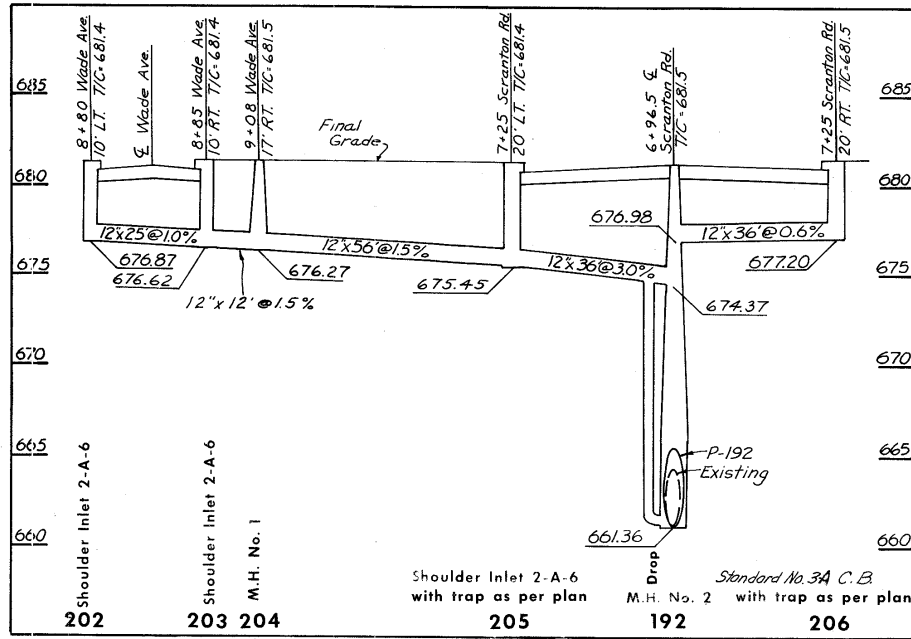 8+80 Wade Ave.
10' LT. T/C=681.4
℄ Wade Ave.
8+85 Wade Ave.
10' RT. T/C=681.4
9+08 Wade Ave.
17' RT. T/C=681.5
7+25 Scranton Rd.
20' LT. T/C=681.4
6+96.5 ℄
Scranton Rd.
T/C=681.5
7+25 Scranton Rd.
20' RT. T/C=681.5
685
685
Final
Grade
680
680
676.98
12"x25'@1.0%
12"x56'@1.5%
12"x36@3.0%
12"x36'@0.6%
676.87
676.62
676.27
675.45
677.20
675
675
12"x12'@1.5%
674.37
670
670
665
665
P-192
Existing
661.36
660
660
Shoulder Inlet 2-A-6
Shoulder Inlet 2-A-6
M.H. No. 1
Shoulder Inlet 2-A-6
with trap as per plan
Drop
M.H. No. 2
Standard No. 3A C.B.
with trap as per plan
202
203
204
205
192
206